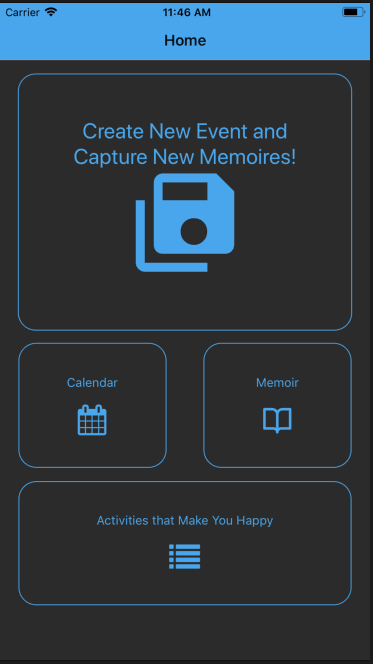 Carrier 11:46 AM
Home
Create New Event and
Capture New Memoires!
Calendar Memoir
Activities that Make You Happy